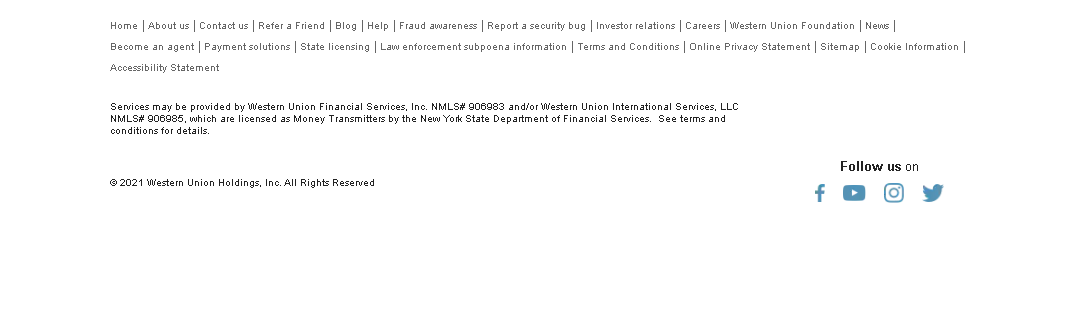 Home | About us | Contact us | Refer a Friend | Blog | Help | Fraud awareness | Report a security bug | Investor relations | Careers | Western Union Foundation | News |
Become an agent | Payment solutions | State licensing | Law enforcement subpoena information | Terms and Conditions | Online Privacy Statement | Sitemap | Cookie Information |
Accessibility Statement
Services may be provided by Western Union Financial Services, Inc. NMLS# 906983 and/or Western Union International Services, LLC
NMLS# 906985, which are licensed as Money Transmitters by the New York State Department of Financial Services. See terms and
conditions for details.
Follow us on
© 2021 Western Union Holdings, Inc. All Rights Reserved